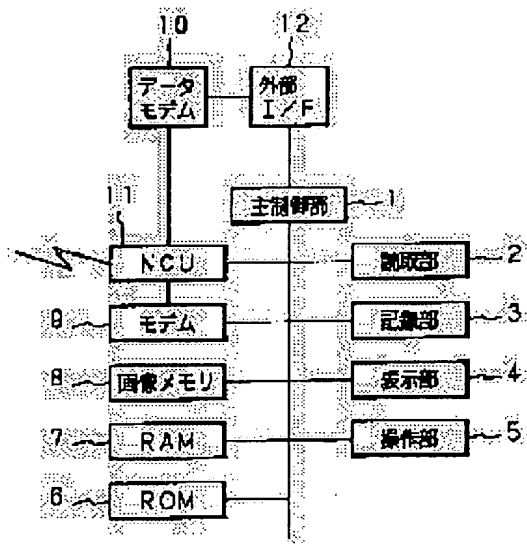 10
12
データ
モデム
外部
I/F
主制御部
1
11
NCU
読取部
2
9
モデム
記録部
3
8
画像メモリ
表示部
4
7
RAM
操作部
5
6
ROM